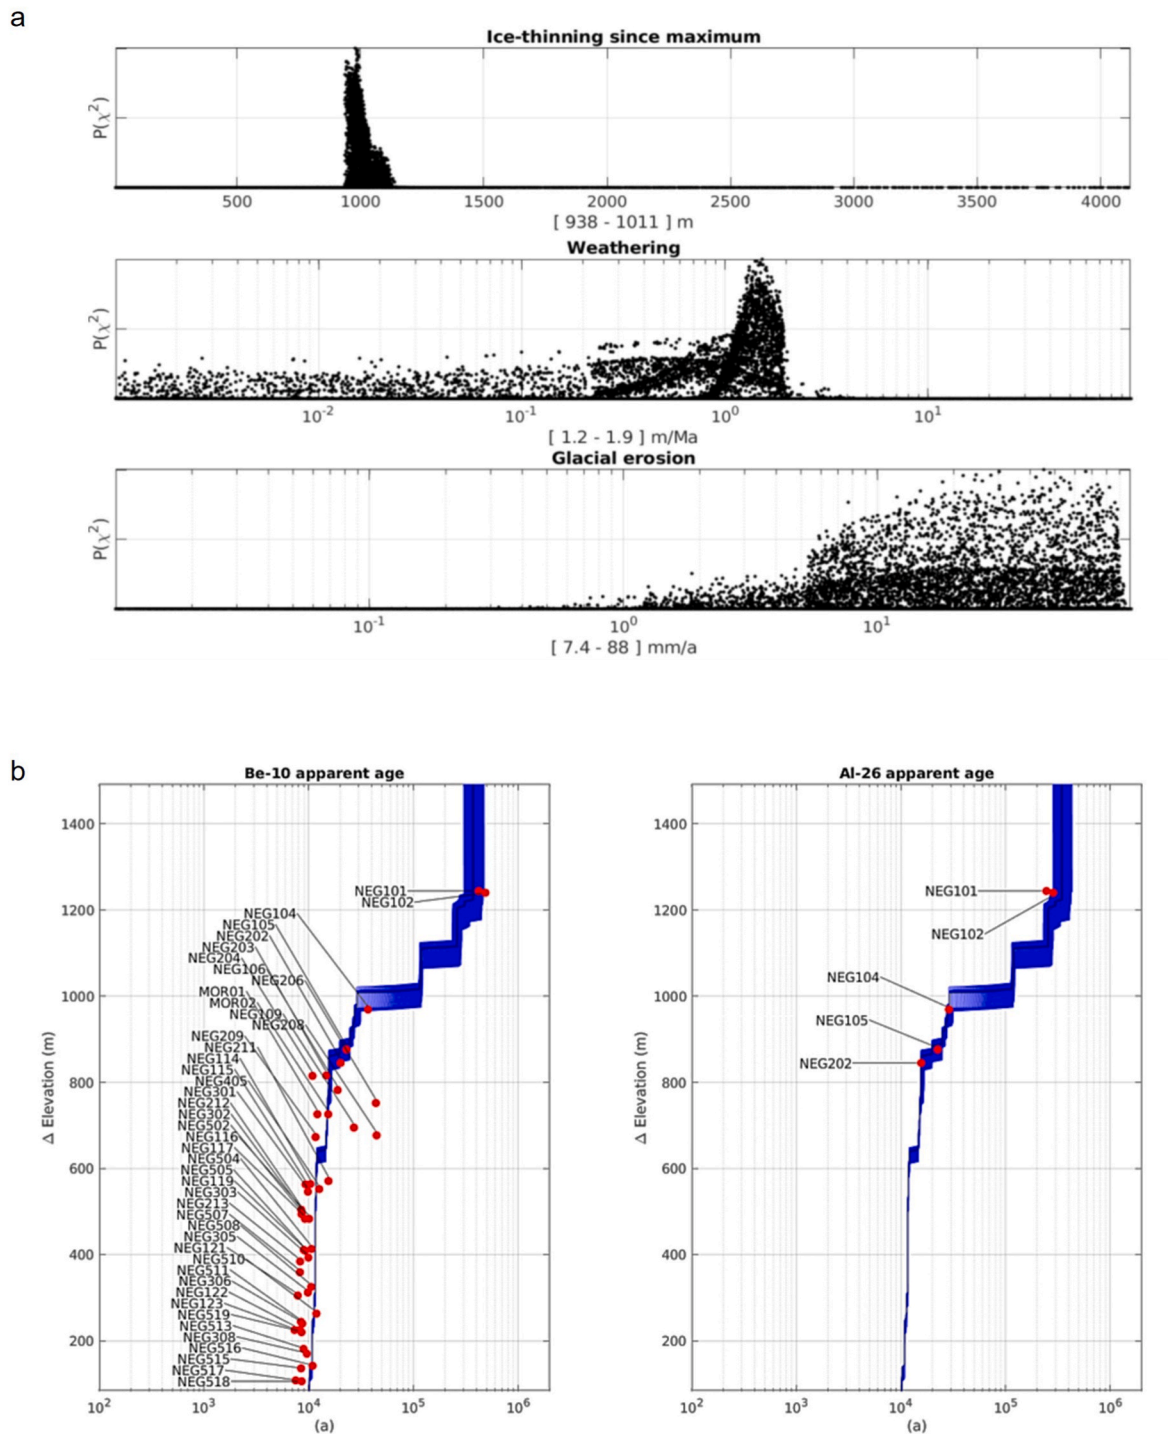 a
Ice-thinning since maximum
P(χ²)
500 1000 1500 2000 2500 3000 3500 4000
[ 938 - 1011 ] m
Weathering
P(χ²)
10⁻² 10⁻¹ 10⁰ 10¹
[ 1.2 - 1.9 ] m/Ma
Glacial erosion
P(χ²)
10⁻¹ 10⁰ 10¹
[ 7.4 - 88 ] mm/a
b
Be-10 apparent age
Δ Elevation (m)
1400
1200
1000
800
600
400
200
NEG101
NEG102
NEG104
NEG105
NEG202
NEG203
NEG204
NEG106
NEG206
MOR01
MOR02
NEG109
NEG208
NEG209
NEG211
NEG114
NEG115
NEG405
NEG301
NEG212
NEG302
NEG502
NEG116
NEG117
NEG504
NEG505
NEG119
NEG303
NEG213
NEG507
NEG508
NEG305
NEG121
NEG510
NEG511
NEG306
NEG122
NEG123
NEG519
NEG513
NEG308
NEG516
NEG515
NEG517
NEG518
10² 10³ 10⁴ 10⁵ 10⁶
(a)
Al-26 apparent age
Δ Elevation (m)
1400
1200
1000
800
600
400
200
NEG101
NEG102
NEG104
NEG105
NEG202
10² 10³ 10⁴ 10⁵ 10⁶
(a)